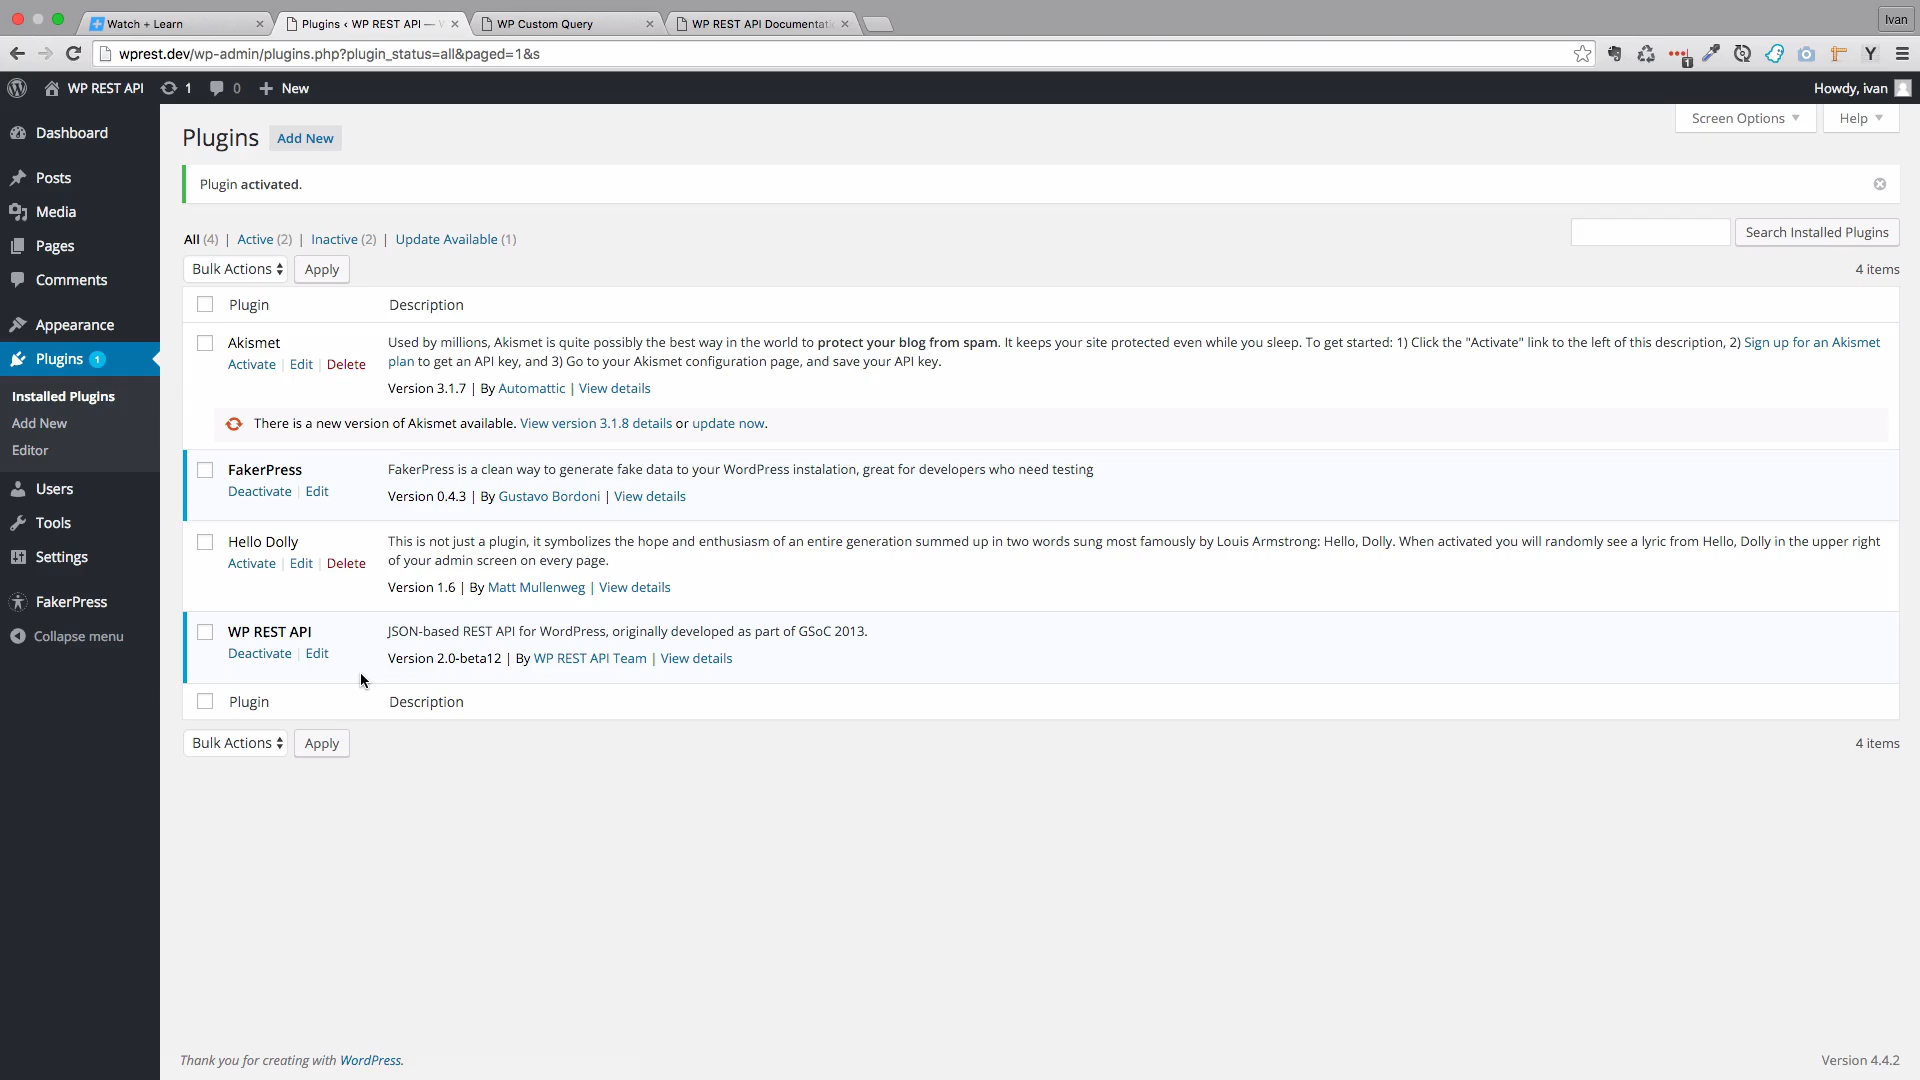 Watch + Learn
Plugins ‹ WP REST API —
WP Custom Query
WP REST API Documentati
Ivan
wprest.dev/wp-admin/plugins.php?plugin_status=all&paged=1&s
1
Y
WP REST API
1
0
New
Howdy, ivan
Dashboard
Posts
Media
Pages
Comments
Appearance
Plugins 1
Installed Plugins
Add New
Editor
Users
Tools
Settings
FakerPress
Collapse menu
Screen Options
Help
Plugins
Add New
Plugin activated.
All (4) | Active (2) | Inactive (2) | Update Available (1)
Search Installed Plugins
Bulk Actions
Apply
4 items
Plugin
Description
Akismet
Activate | Edit | Delete
Used by millions, Akismet is quite possibly the best way in the world to protect your blog from spam. It keeps your site protected even while you sleep. To get started: 1) Click the "Activate" link to the left of this description, 2) Sign up for an Akismet
plan to get an API key, and 3) Go to your Akismet configuration page, and save your API key.
Version 3.1.7 | By Automattic | View details
There is a new version of Akismet available. View version 3.1.8 details or update now.
FakerPress
Deactivate | Edit
FakerPress is a clean way to generate fake data to your WordPress instalation, great for developers who need testing
Version 0.4.3 | By Gustavo Bordoni | View details
Hello Dolly
Activate | Edit | Delete
This is not just a plugin, it symbolizes the hope and enthusiasm of an entire generation summed up in two words sung most famously by Louis Armstrong: Hello, Dolly. When activated you will randomly see a lyric from Hello, Dolly in the upper right
of your admin screen on every page.
Version 1.6 | By Matt Mullenweg | View details
WP REST API
Deactivate | Edit
JSON-based REST API for WordPress, originally developed as part of GSoC 2013.
Version 2.0-beta12 | By WP REST API Team | View details
Plugin
Description
Bulk Actions
Apply
4 items
Thank you for creating with WordPress.
Version 4.4.2